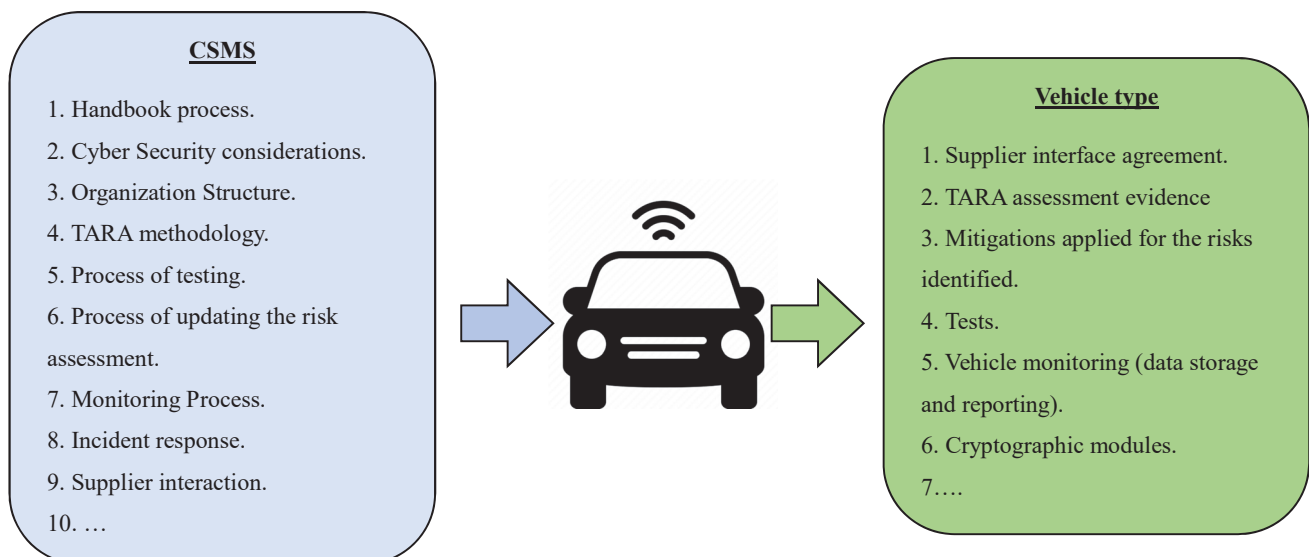 CSMS
1. Handbook process.
2. Cyber Security considerations.
3. Organization Structure.
4. TARA methodology.
5. Process of testing.
6. Process of updating the risk
assessment.
7. Monitoring Process.
8. Incident response.
9. Supplier interaction.
10. …
Vehicle type
1. Supplier interface agreement.
2. TARA assessment evidence
3. Mitigations applied for the risks
identified.
4. Tests.
5. Vehicle monitoring (data storage
and reporting).
6. Cryptographic modules.
7….